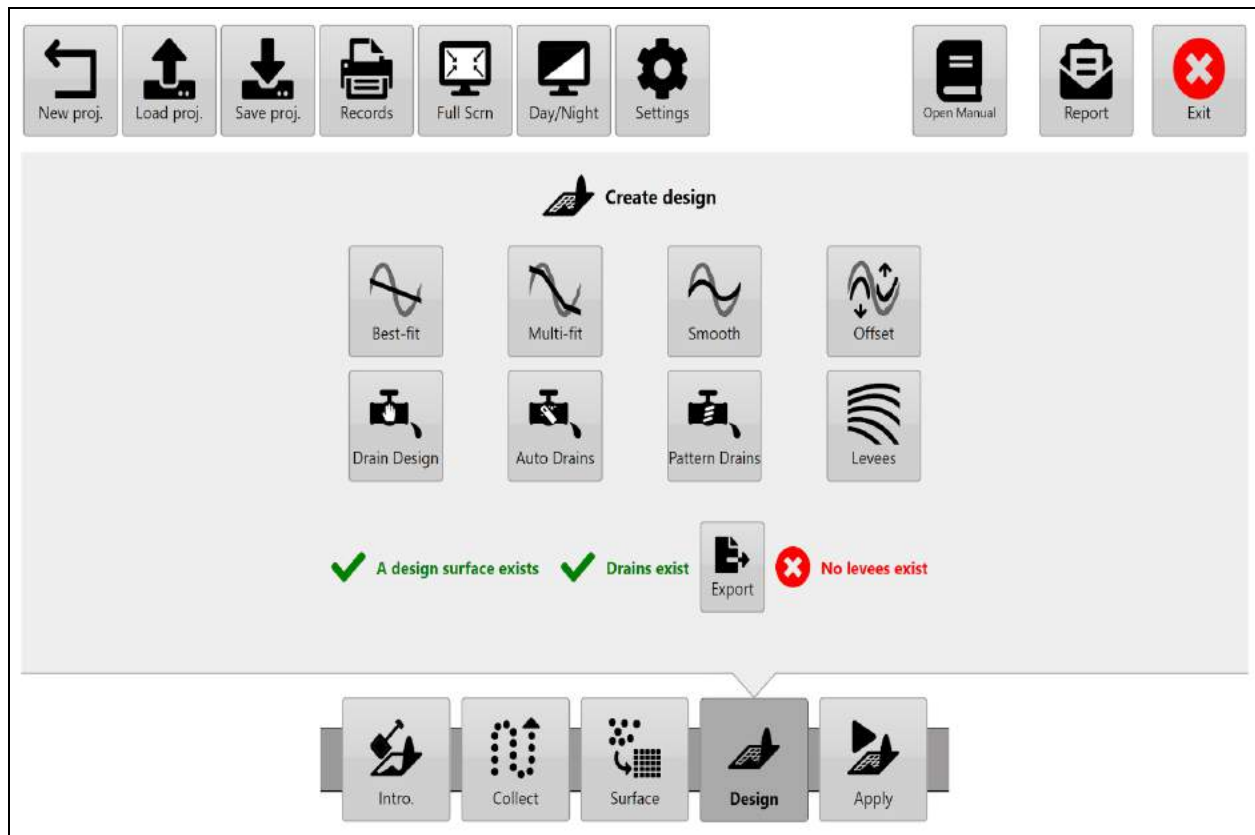 New proj.
Load proj.
Save proj.
Records
Full Scrn
Day/Night
Settings
Open Manual
Report
Exit
Create design
Best-fit
Multi-fit
Smooth
Offset
Drain Design
Auto Drains
Pattern Drains
Levees
A design surface exists
Drains exist
Export
No levees exist
Intro.
Collect
Surface
Design
Apply